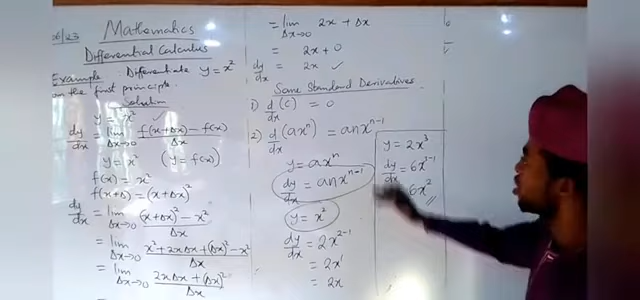 06/23
Mathematics
Differential Calculus
Example: Differentiate y = x²
on the first principle.
Solution
y = x² ✓
dy/dx = lim Δx→0 f(x+Δx) − f(x) / Δx
y = x² (y = f(x))
f(x) = x²
f(x+Δ) = (x+Δx)²
dy/dx = lim Δx→0 (x+Δx)² − x² / Δx
= lim Δx→0 x² + 2xΔx + (Δx)² − x² / Δx
= lim Δx→0 2xΔx + (Δx)² / Δx
=
= lim Δx→0 2x + Δx
= 2x + 0
dy/dx = 2x ✓
Some Standard Derivatives
1) d/dx (c) = 0
2) d/dx (axⁿ) = anxⁿ⁻¹
y = axⁿ
dy/dx = anxⁿ⁻¹
y = x²
dy/dx = 2x²⁻¹
= 2x¹
= 2x
y = 2x³
dy/dx = 6x³⁻¹
6x²